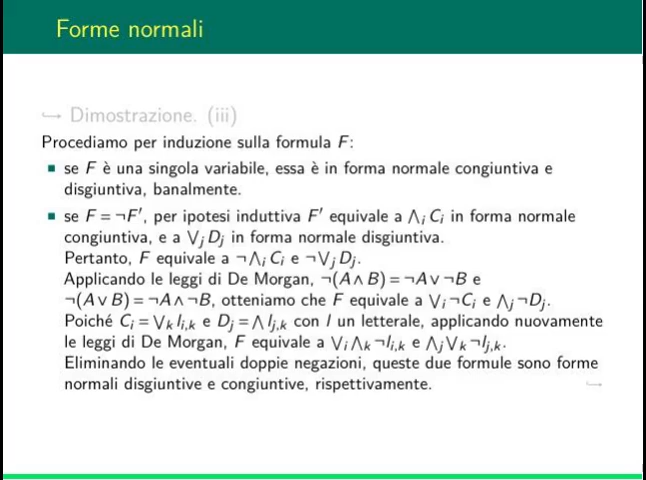 Forme normali
↪ Dimostrazione. (iii)
Procediamo per induzione sulla formula F:
■ se F è una singola variabile, essa è in forma normale congiuntiva e
disgiuntiva, banalmente.
■ se F = ¬F′, per ipotesi induttiva F′ equivale a ⋀ᵢ Cᵢ in forma normale
congiuntiva, e a ⋁ⱼ Dⱼ in forma normale disgiuntiva.
Pertanto, F equivale a ¬⋀ᵢ Cᵢ e ¬⋁ⱼ Dⱼ.
Applicando le leggi di De Morgan, ¬(A ∧ B) = ¬A ∨ ¬B e
¬(A ∨ B) = ¬A ∧ ¬B, otteniamo che F equivale a ⋁ᵢ ¬Cᵢ e ⋀ⱼ ¬Dⱼ.
Poiché Cᵢ = ⋁ₖ lᵢ,ₖ e Dⱼ = ⋀ lⱼ,ₖ con l un letterale, applicando nuovamente
le leggi di De Morgan, F equivale a ⋁ᵢ ⋀ₖ ¬lᵢ,ₖ e ⋀ⱼ ⋁ₖ ¬lⱼ,ₖ.
Eliminando le eventuali doppie negazioni, queste due formule sono forme
normali disgiuntive e congiuntive, rispettivamente. ↪